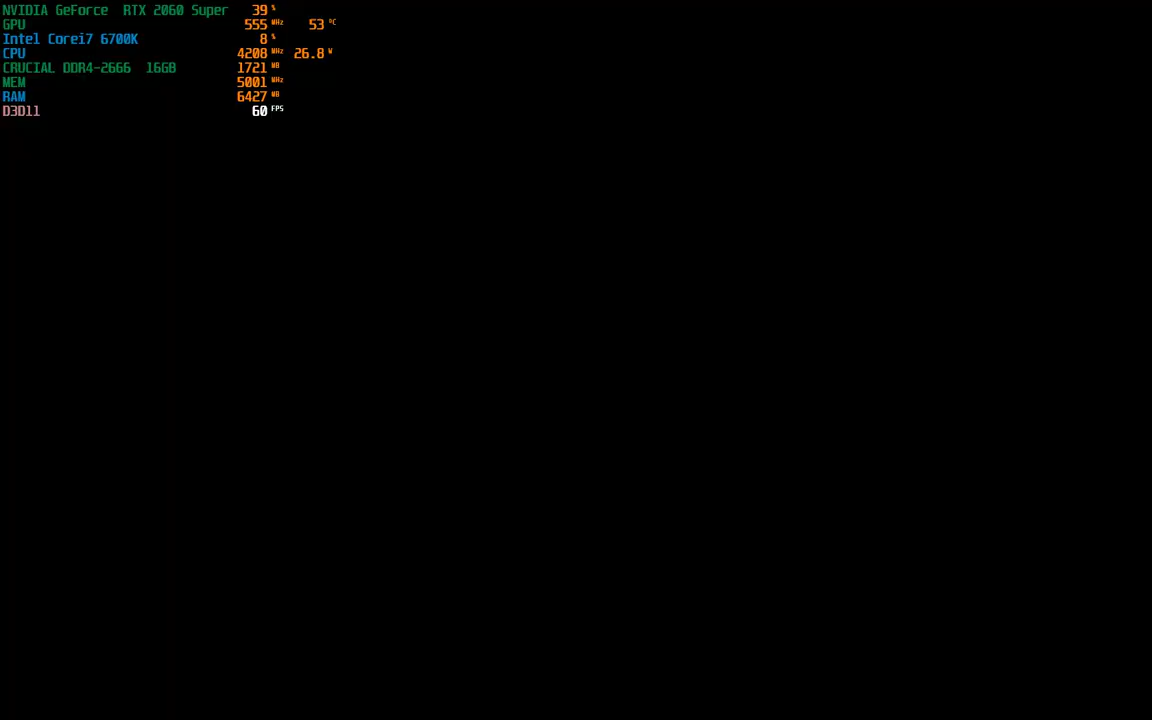 NVIDIA GeForce RTX 2060 Super 39 %
GPU 555 MHz 53 °C
Intel Corei7 6700K 8 %
CPU 4208 MHz 26.8 W
CRUCIAL DDR4-2666 16GB 1721 MB
MEM 5001 MHz
RAM 6427 MB
D3D11 60 FPS